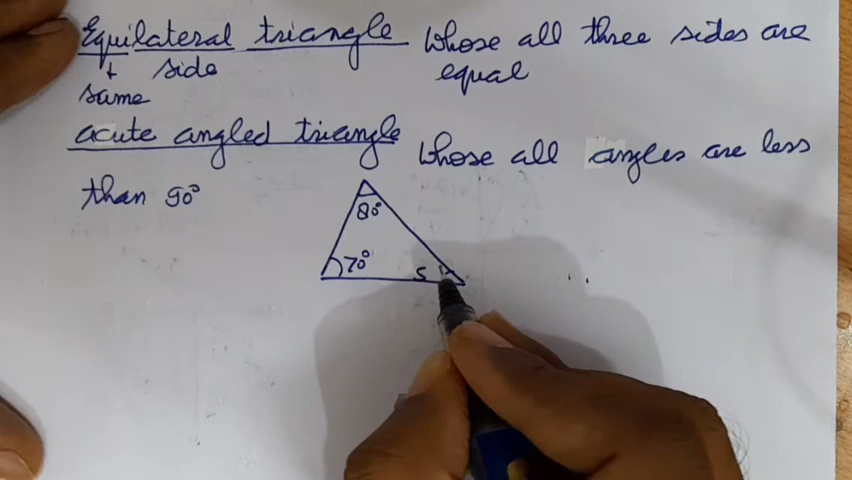 Equilateral triangle Whose all three sides are
+ side equal
same
acute angled triangle Whose all angles are less
than 90°
80°
70° 5